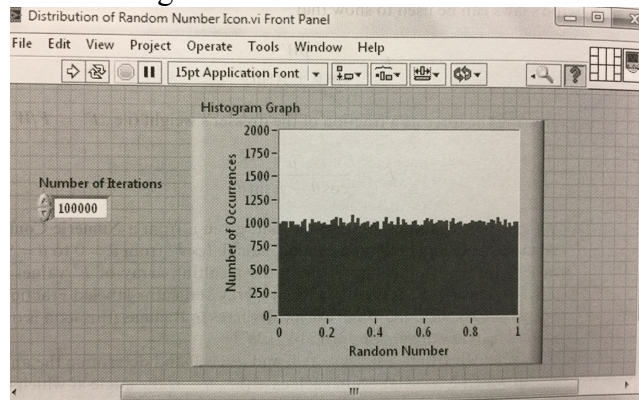 Distribution of Random Number Icon.vi Front Panel
File Edit View Project Operate Tools Window Help
15pt Application Font
Histogram Graph
Number of Iterations
100000
Number of Occurrences
2000
1750
1500
1250
1000
750
500
250
0
0 0.2 0.4 0.6 0.8 1
Random Number